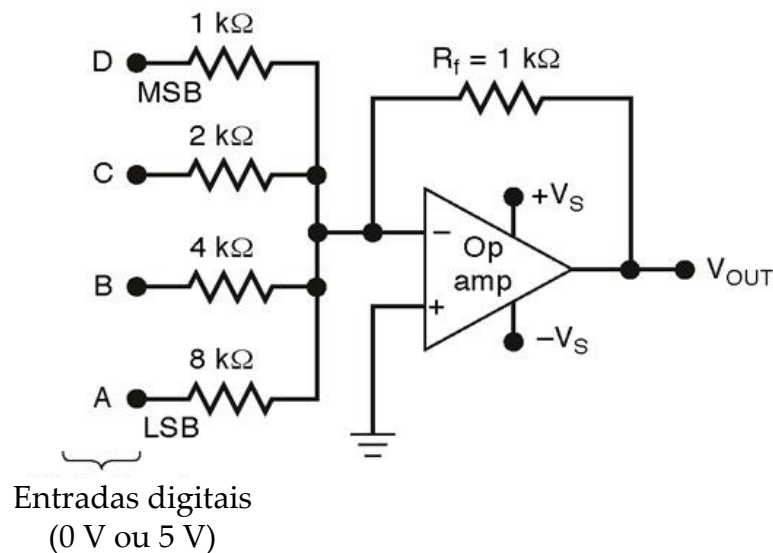 1 kΩ
D
MSB
R_f = 1 kΩ
2 kΩ
C
+V_S
−
Op
amp
V_OUT
4 kΩ
B
+
−V_S
8 kΩ
A
LSB
Entradas digitais
(0 V ou 5 V)